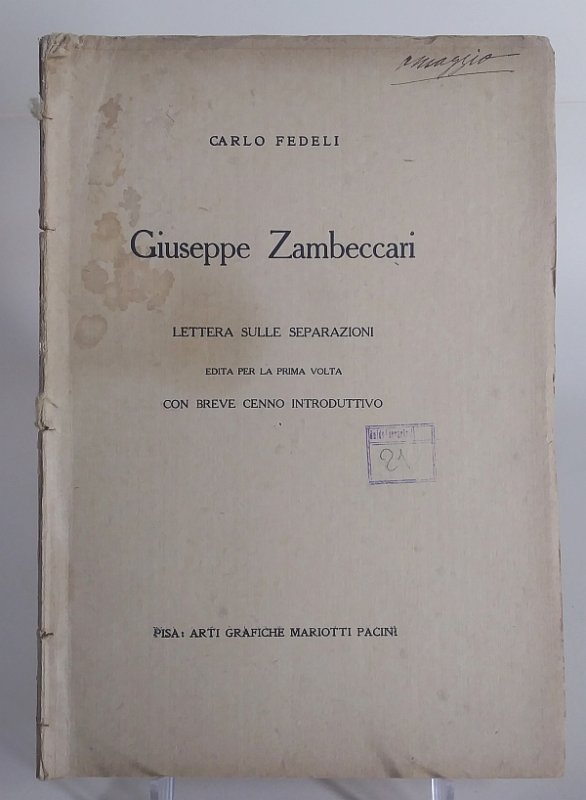 omaggio
CARLO FEDELI
Giuseppe Zambeccari
LETTERA SULLE SEPARAZIONI
EDITA PER LA PRIMA VOLTA
CON BREVE CENNO INTRODUTTIVO
21
PISA: ARTI GRAFICHE MARIOTTI PACINI